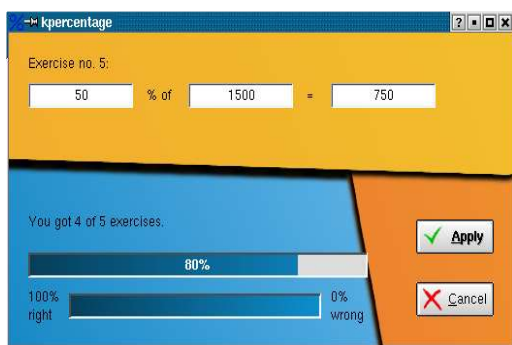 kpercentage
Exercise no. 5:
50 % of 1500 = 750
You got 4 of 5 exercises.
Apply
80%
100% right 0% wrong
Cancel